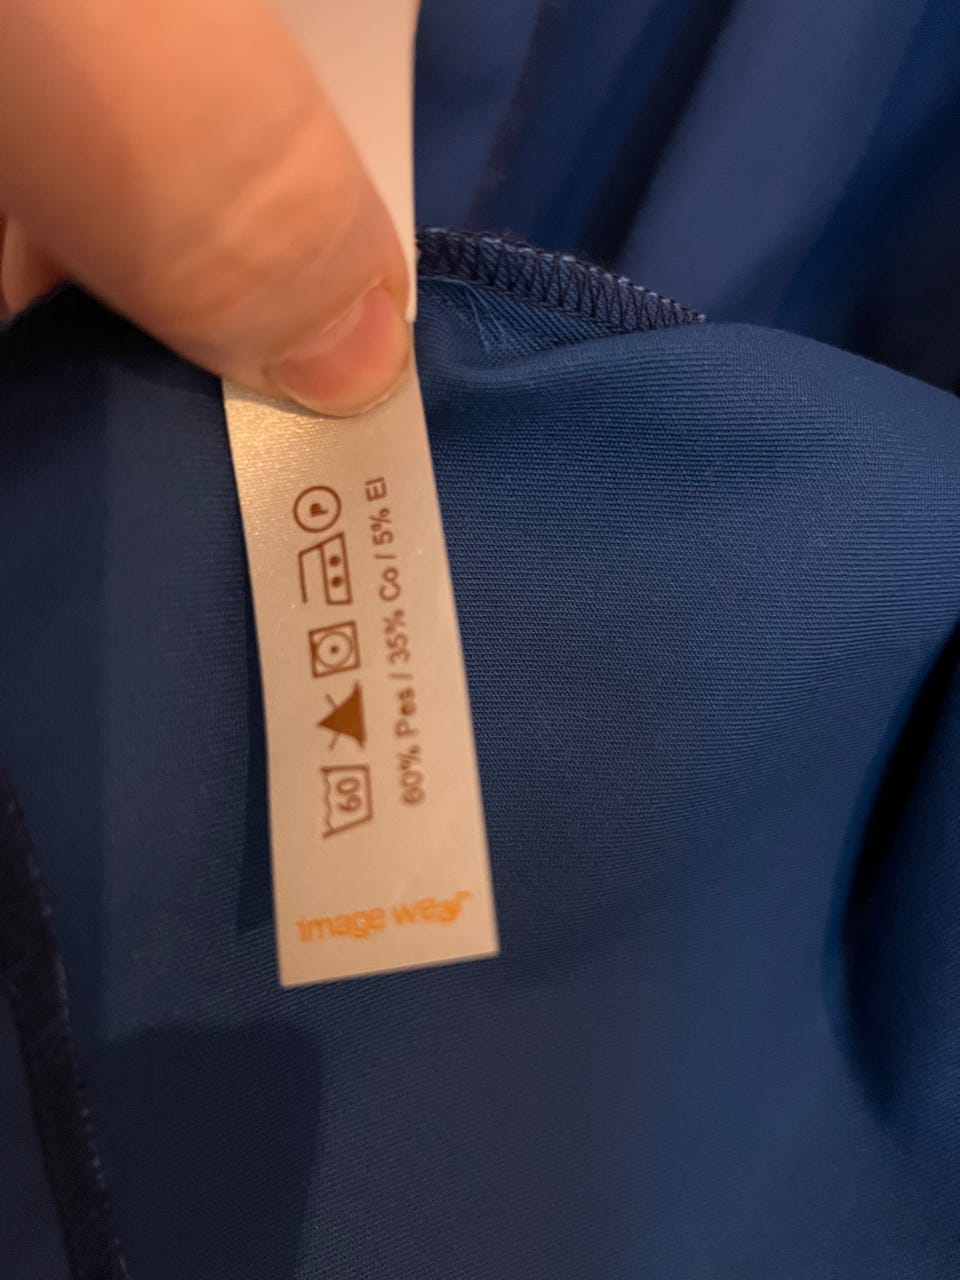 60
P
60% Pes / 35% Co / 5% El
image wear